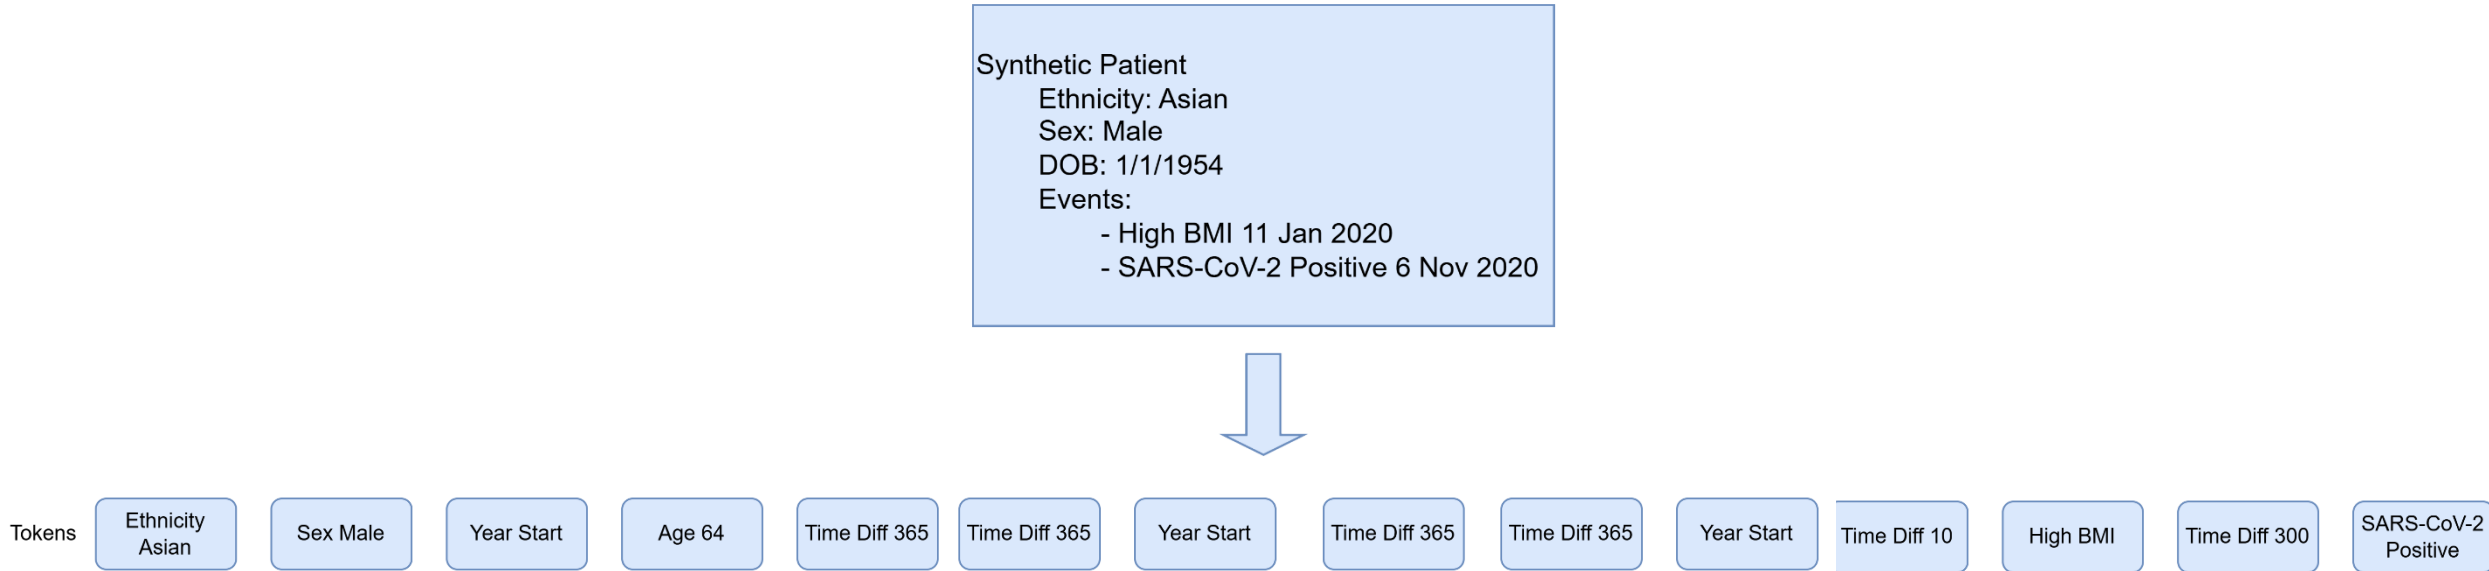 Synthetic Patient
Ethnicity: Asian
Sex: Male
DOB: 1/1/1954
Events:
- High BMI 11 Jan 2020
- SARS-CoV-2 Positive 6 Nov 2020
Tokens
Ethnicity
Asian
Sex Male
Year Start
Age 64
Time Diff 365
Time Diff 365
Year Start
Time Diff 365
Time Diff 365
Year Start
Time Diff 10
High BMI
Time Diff 300
SARS-CoV-2
Positive